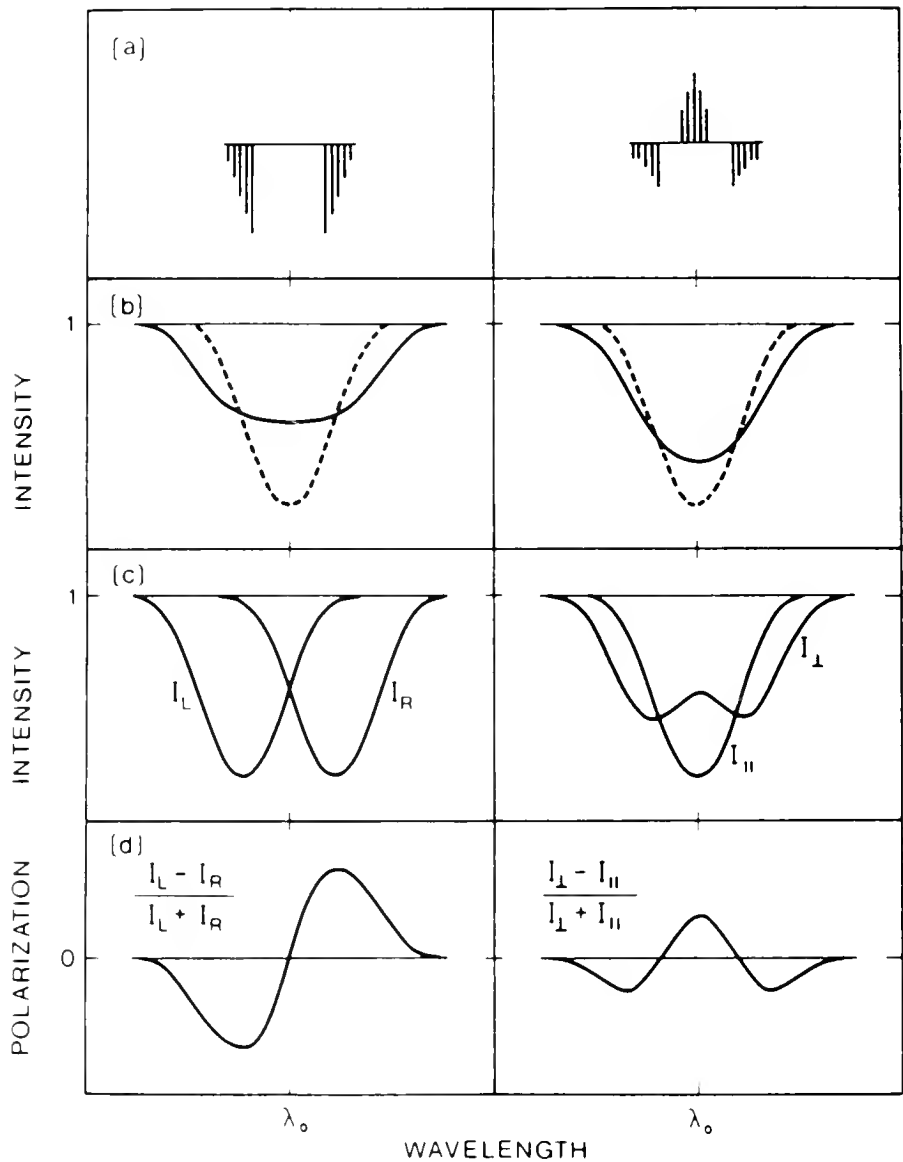 (a)
(b)
1
INTENSITY
(c)
1
I_L
I_R
I_⊥
I_||
INTENSITY
(d)
I_L - I_R
I_L + I_R
I_⊥ - I_||
I_⊥ + I_||
0
POLARIZATION
λ₀
λ₀
WAVELENGTH